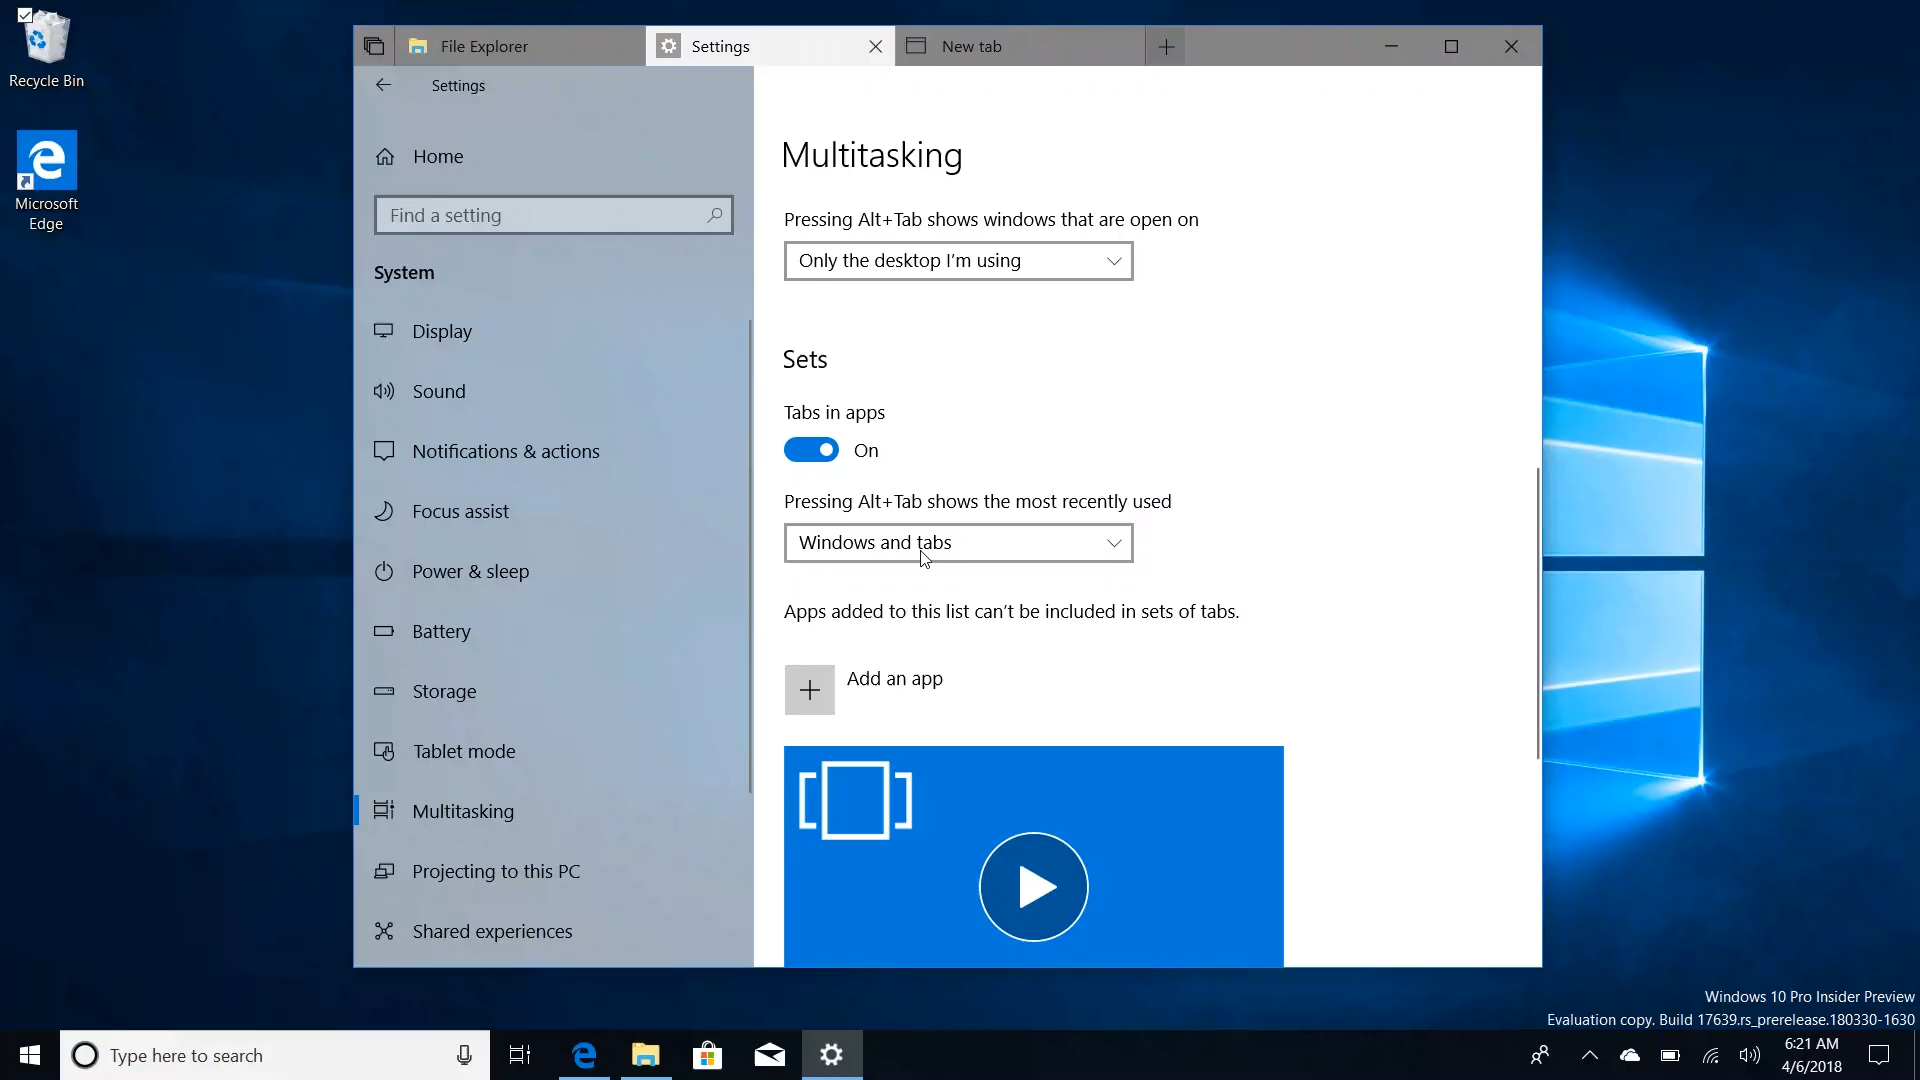 Recycle Bin
Microsoft
Edge
File Explorer
Settings
New tab
Settings
Home
Find a setting
System
Display
Sound
Notifications & actions
Focus assist
Power & sleep
Battery
Storage
Tablet mode
Multitasking
Projecting to this PC
Shared experiences
Multitasking
Pressing Alt+Tab shows windows that are open on
Only the desktop I'm using
Sets
Tabs in apps
On
Pressing Alt+Tab shows the most recently used
Windows and tabs
Apps added to this list can't be included in sets of tabs.
Add an app
Windows 10 Pro Insider Preview
Evaluation copy. Build 17639.rs_prerelease.180330-1630
Type here to search
6:21 AM
4/6/2018